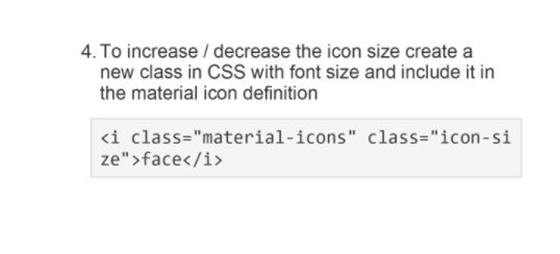 4. To increase / decrease the icon size create a
new class in CSS with font size and include it in
the material icon definition
<i class="material-icons" class="icon-si
ze">face</i>